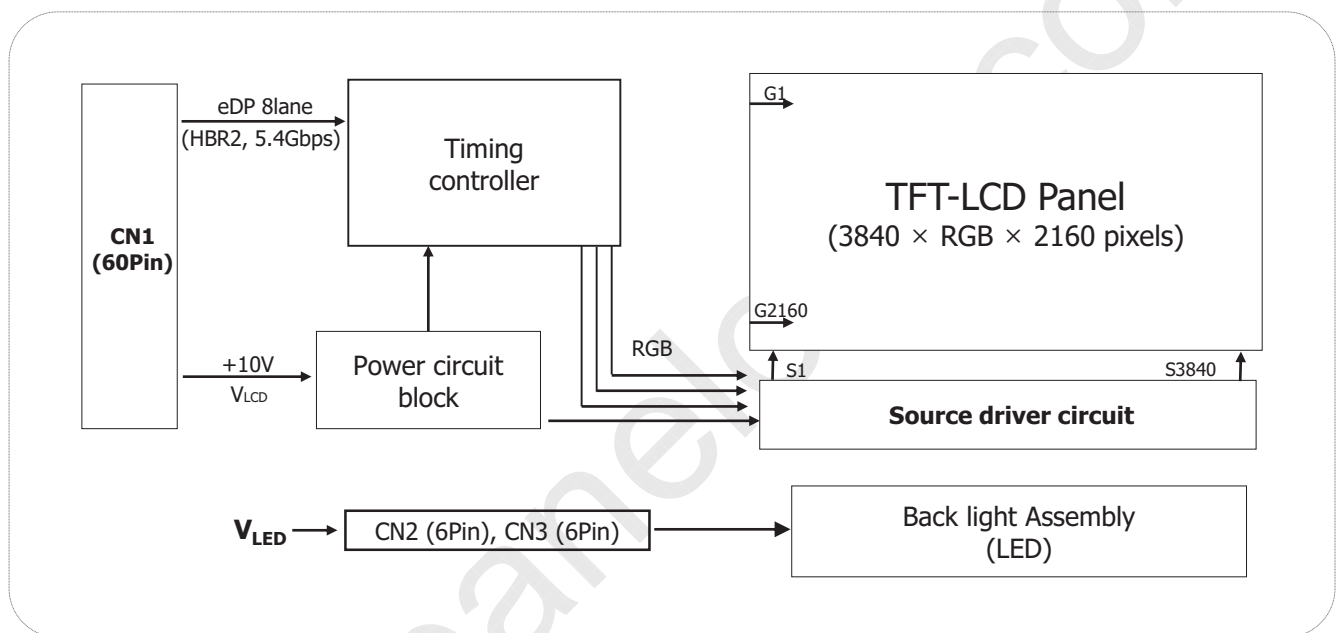 eDP 8lane
(HBR2, 5.4Gbps)
CN1
(60Pin)
Timing
controller
+10V
VLCD
Power circuit
block
RGB
G1
TFT-LCD Panel
(3840 × RGB × 2160 pixels)
G2160
S1
S3840
Source driver circuit
VLED
CN2 (6Pin), CN3 (6Pin)
Back light Assembly
(LED)